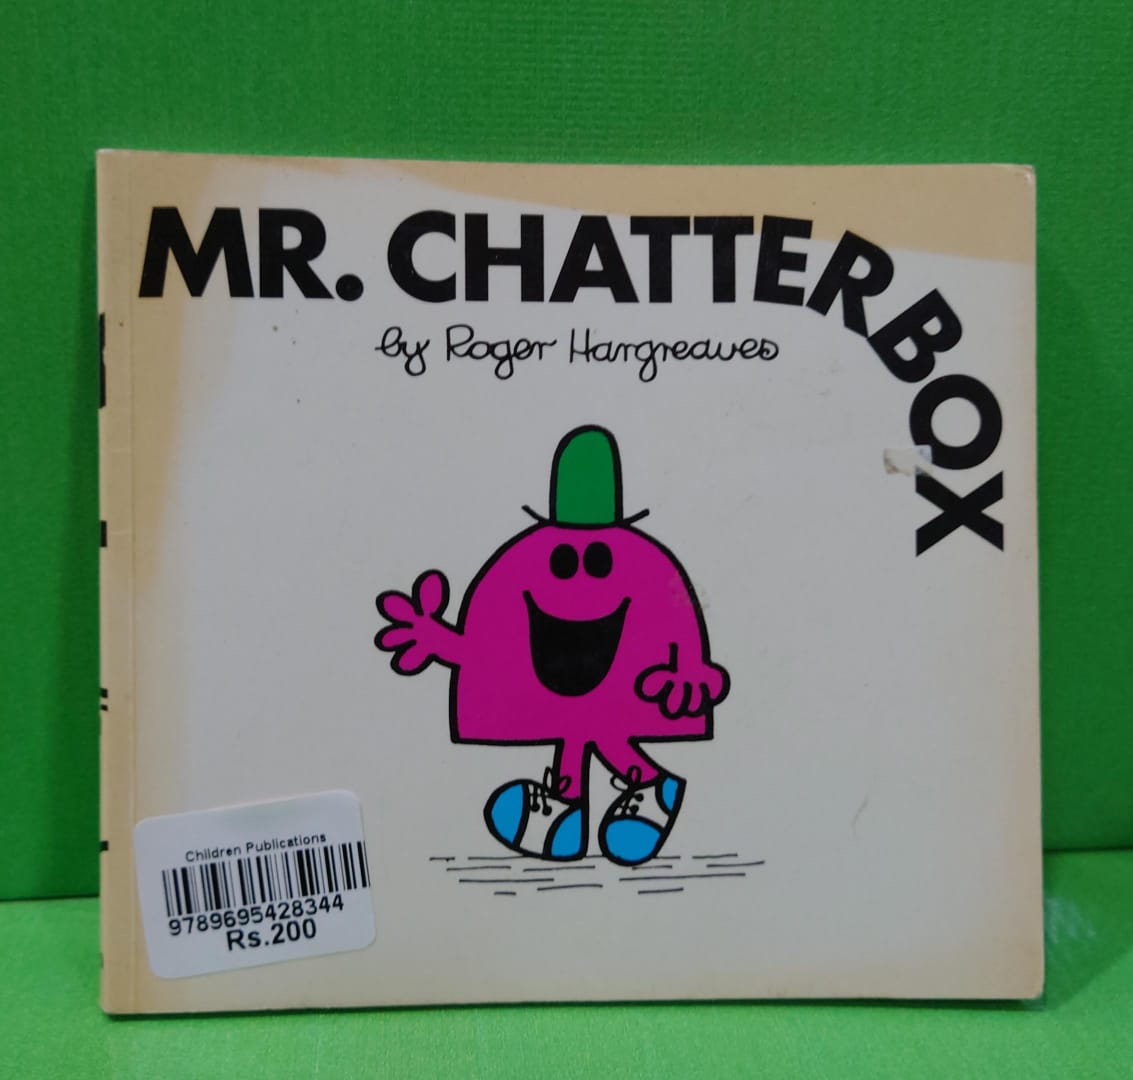 MR. CHATTERBOX
by Roger Hargreaves
Children Publications
9789695428344
Rs.200